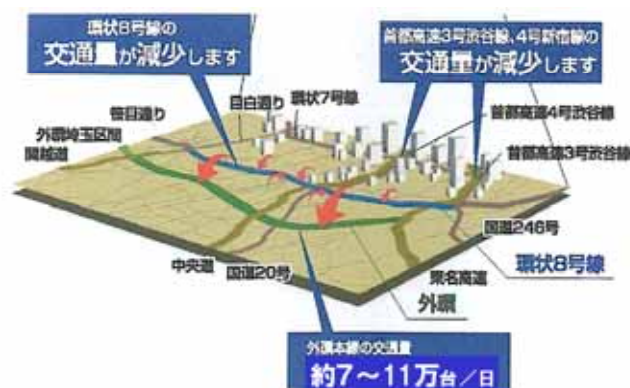 環状8号線の
交通量が減少します
首都高速3号渋谷線、4号新宿線の
交通量が減少します
目白通り
環状7号線
笹目通り
外環埼玉区間
関越道
首都高速4号渋谷線
首都高速3号渋谷線
国道246号
環状8号線
東名高速
中央道
国道20号
外環
外環本線の交通量
約7～11万台／日